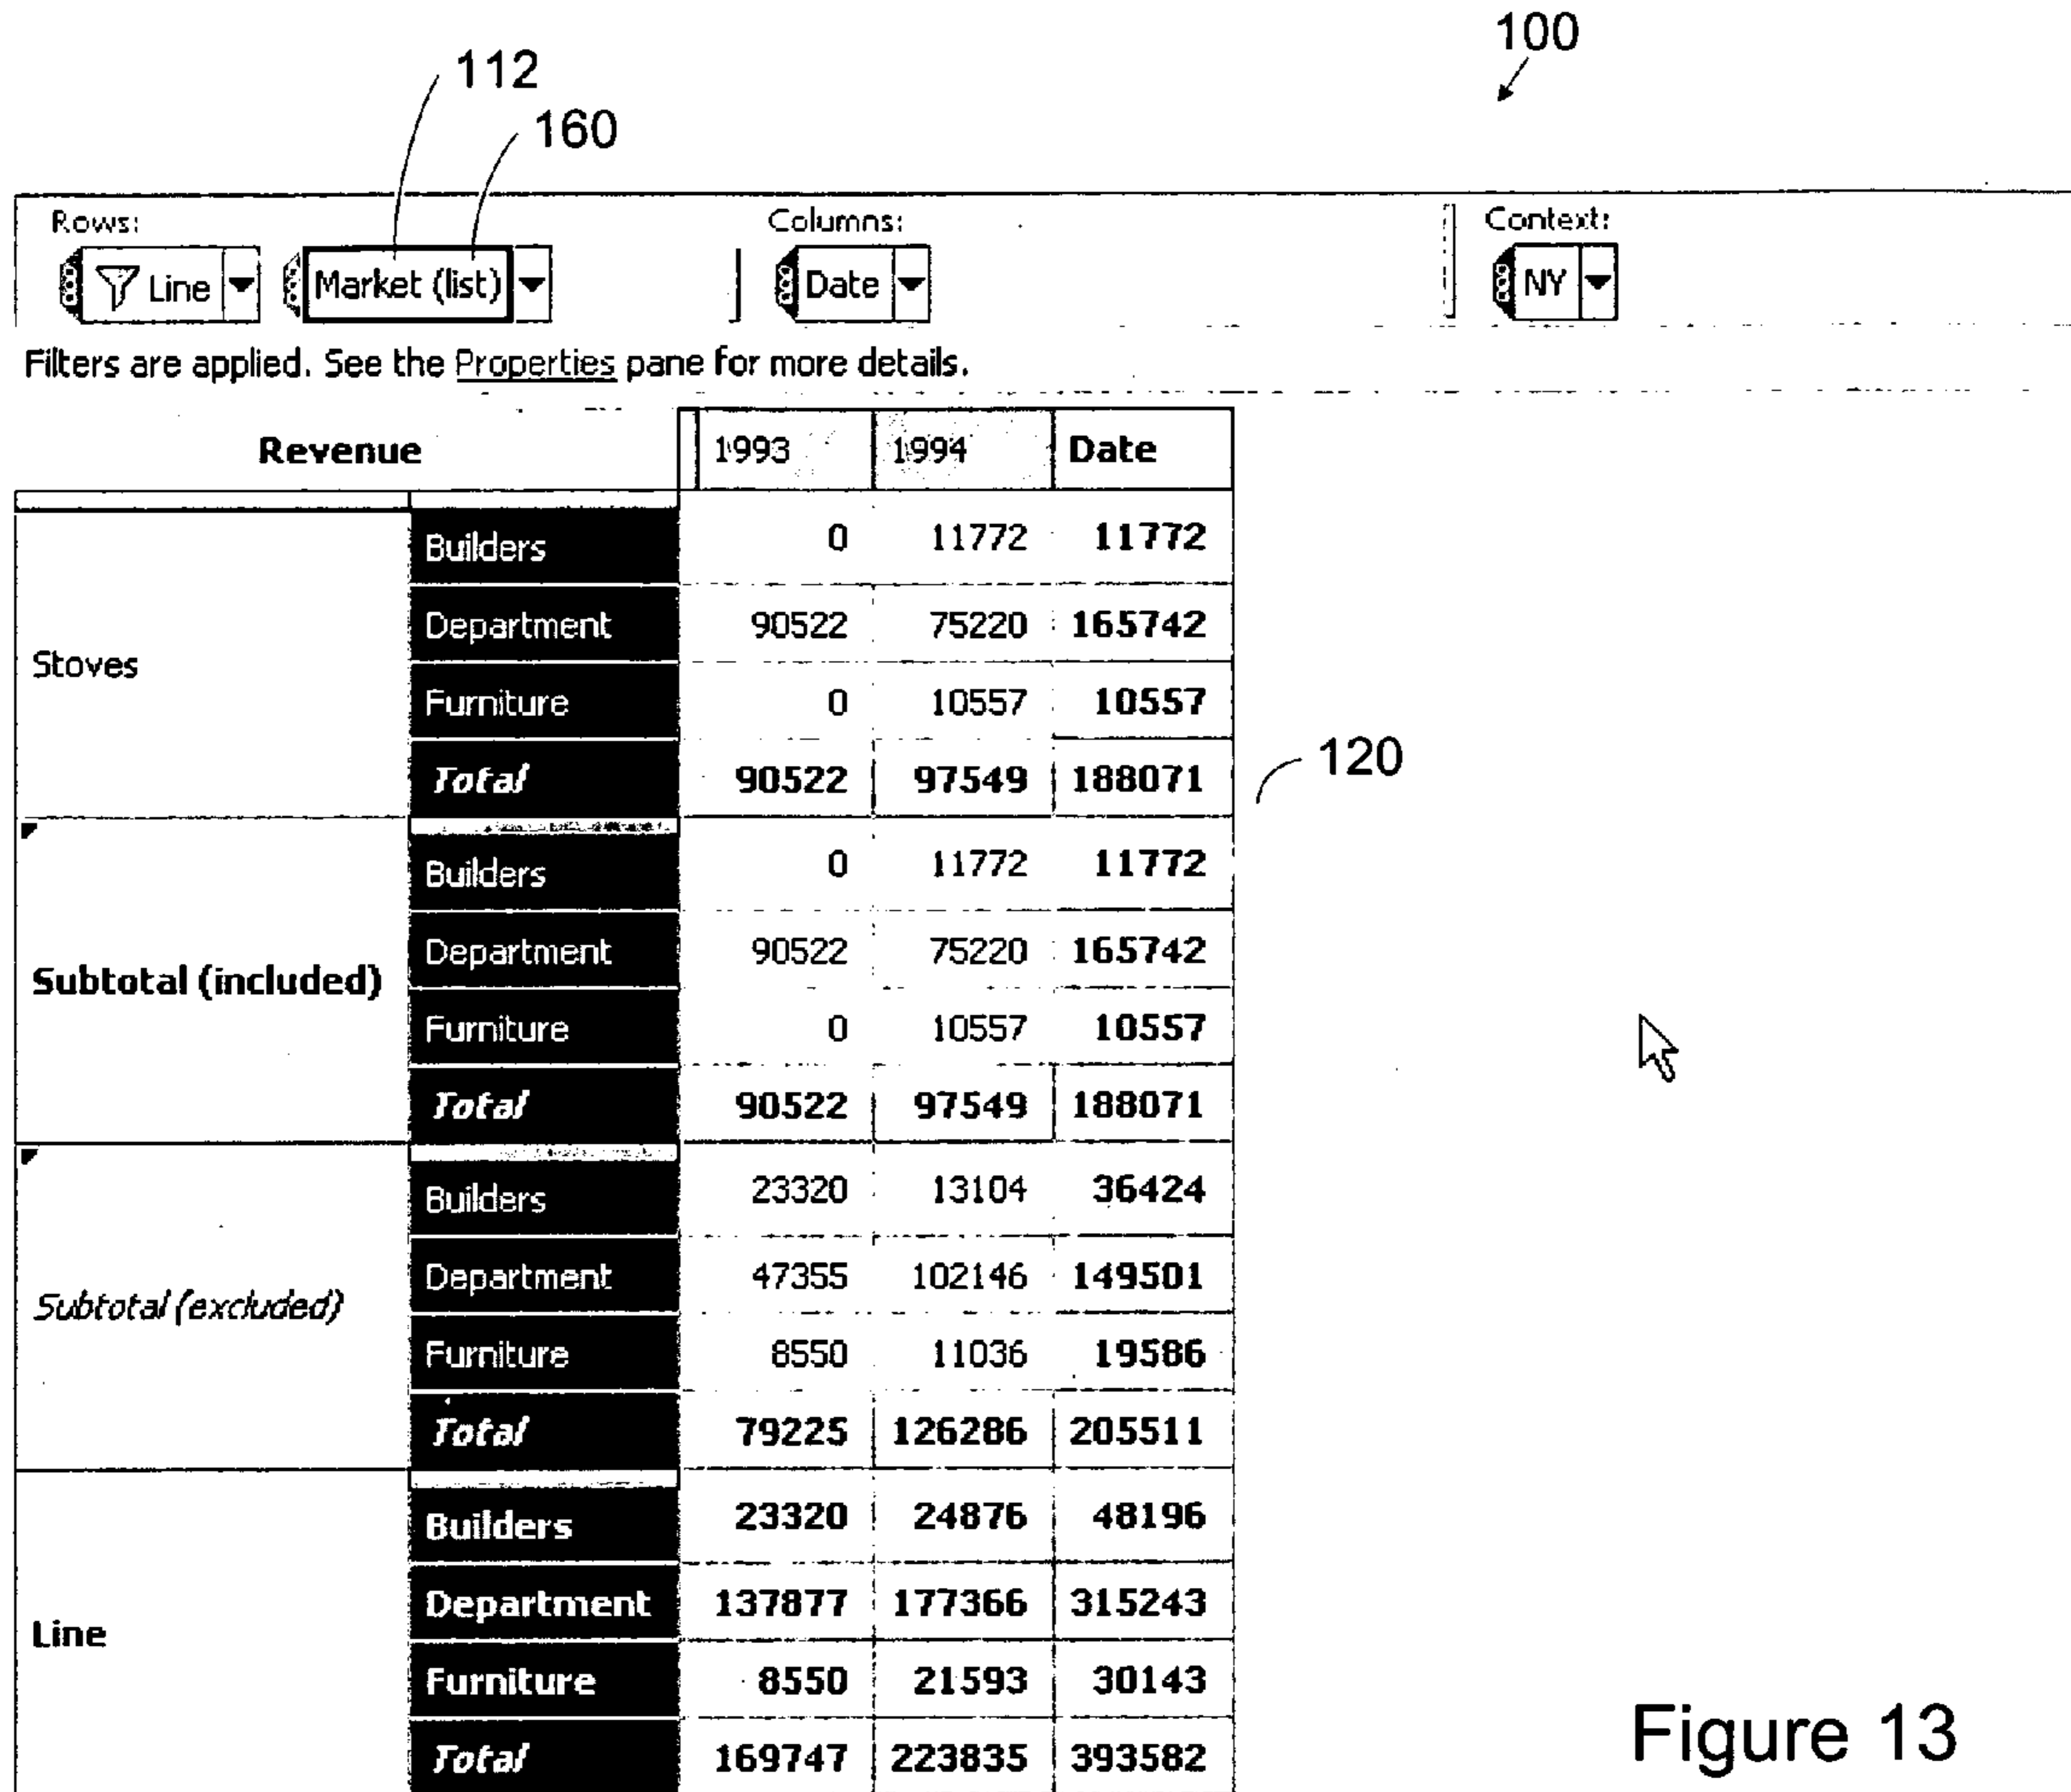 100
112
160
Rows: Columns: Context:
Line Market (list) Date NY
Filters are applied. See the Properties pane for more details.
Revenue 1993 1994 Date
Builders 0 11772 11772
Department 90522 75220 165742
Stoves
Furniture 0 10557 10557
120
Total 90522 97549 188071
Builders 0 11772 11772
Department 90522 75220 165742
Subtotal (included)
Furniture 0 10557 10557
Total 90522 97549 188071
Builders 23320 13104 36424
Department 47355 102146 149501
Subtotal (excluded)
Furniture 8550 11036 19586
Total 79225 126286 205511
Builders 23320 24876 48196
Department 137877 177366 315243
Line
Furniture 8550 21593 30143
Total 169747 223835 393582
Figure 13